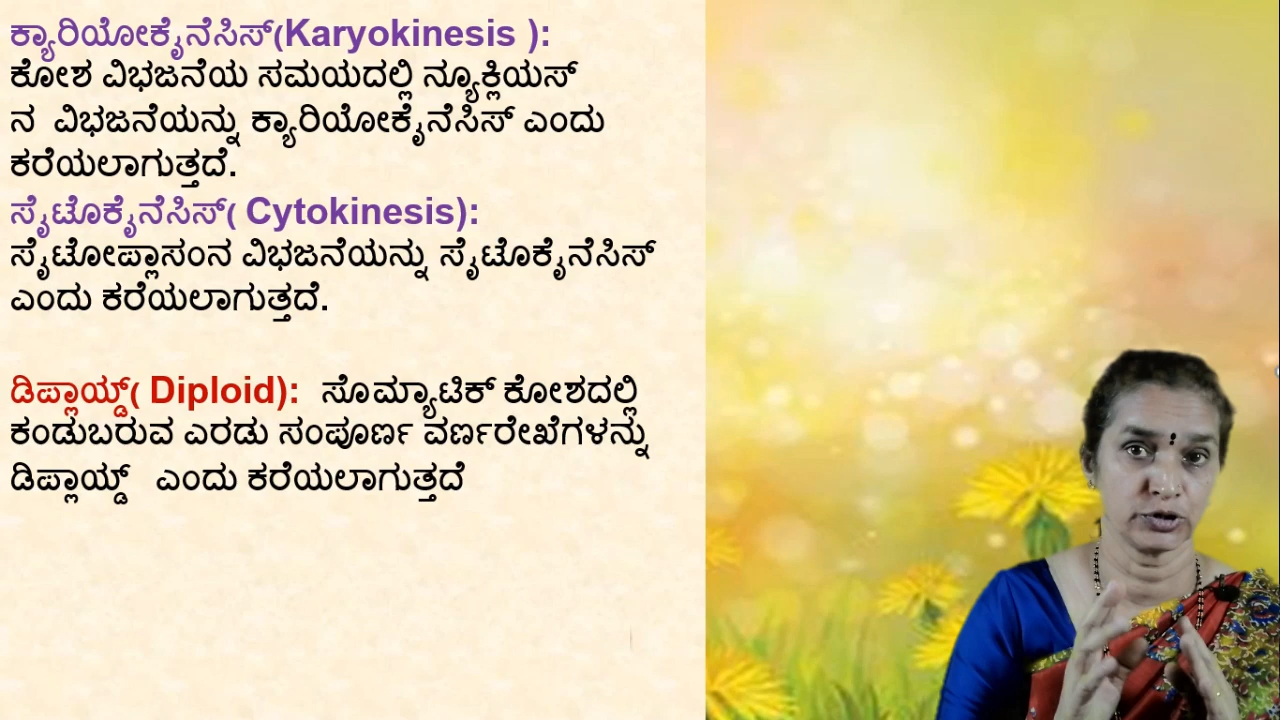 ಕ್ಯಾರಿಯೋಕೈನೆಸಿಸ್(Karyokinesis ):
ಕೋಶ ವಿಭಜನೆಯ ಸಮಯದಲ್ಲಿ ನ್ಯೂಕ್ಲಿಯಸ್
ನ ವಿಭಜನೆಯನ್ನು ಕ್ಯಾರಿಯೋಕೈನೆಸಿಸ್ ಎಂದು
ಕರೆಯಲಾಗುತ್ತದೆ.
ಸೈಟೊಕೈನೆಸಿಸ್( Cytokinesis):
ಸೈಟೋಪ್ಲಾಸಂನ ವಿಭಜನೆಯನ್ನು ಸೈಟೊಕೈನೆಸಿಸ್
ಎಂದು ಕರೆಯಲಾಗುತ್ತದೆ.
ಡಿಪ್ಲಾಯ್ಡ್( Diploid): ಸೊಮ್ಯಾಟಿಕ್ ಕೋಶದಲ್ಲಿ
ಕಂಡುಬರುವ ಎರಡು ಸಂಪೂರ್ಣ ವರ್ಣರೇಖೆಗಳನ್ನು
ಡಿಪ್ಲಾಯ್ಡ್ ಎಂದು ಕರೆಯಲಾಗುತ್ತದೆ